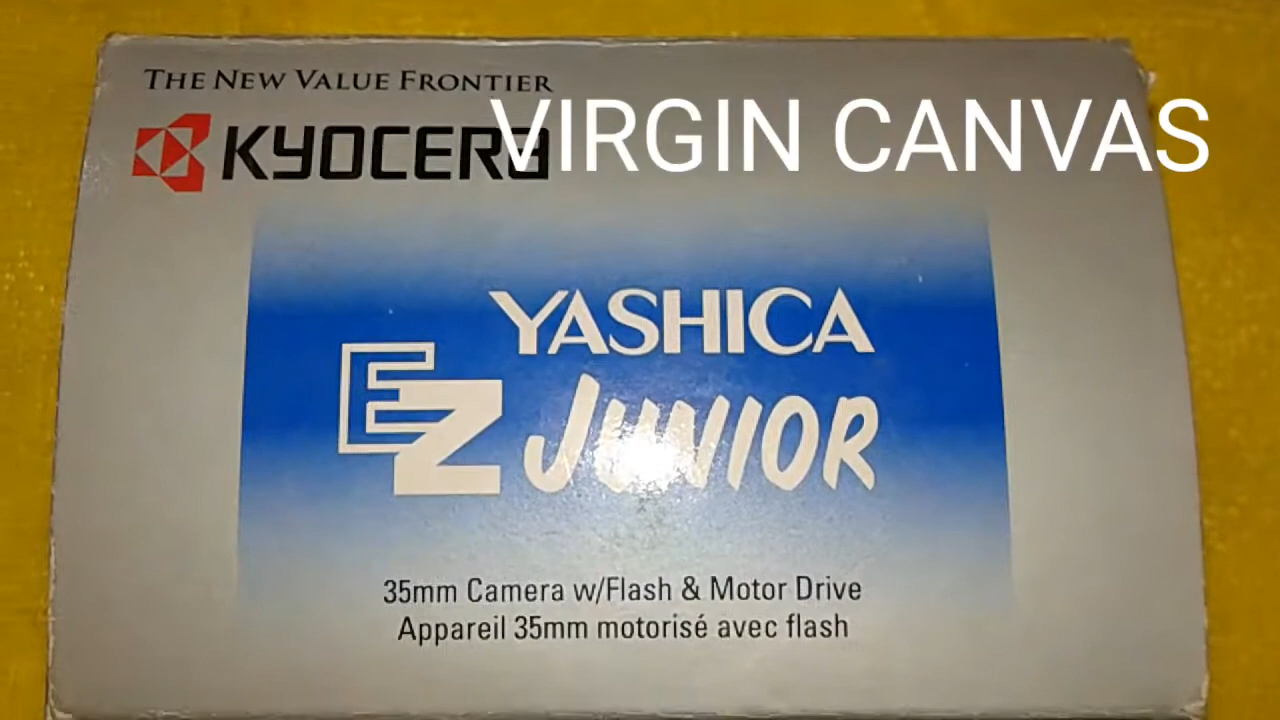 THE NEW VALUE FRONTIER
KYOCERA
VIRGIN CANVAS
YASHICA
EZ JUNIOR
35mm Camera w/Flash & Motor Drive
Appareil 35mm motorisé avec flash